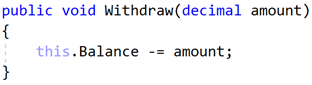 public void Withdraw(decimal amount)
{
this.Balance -= amount;
}